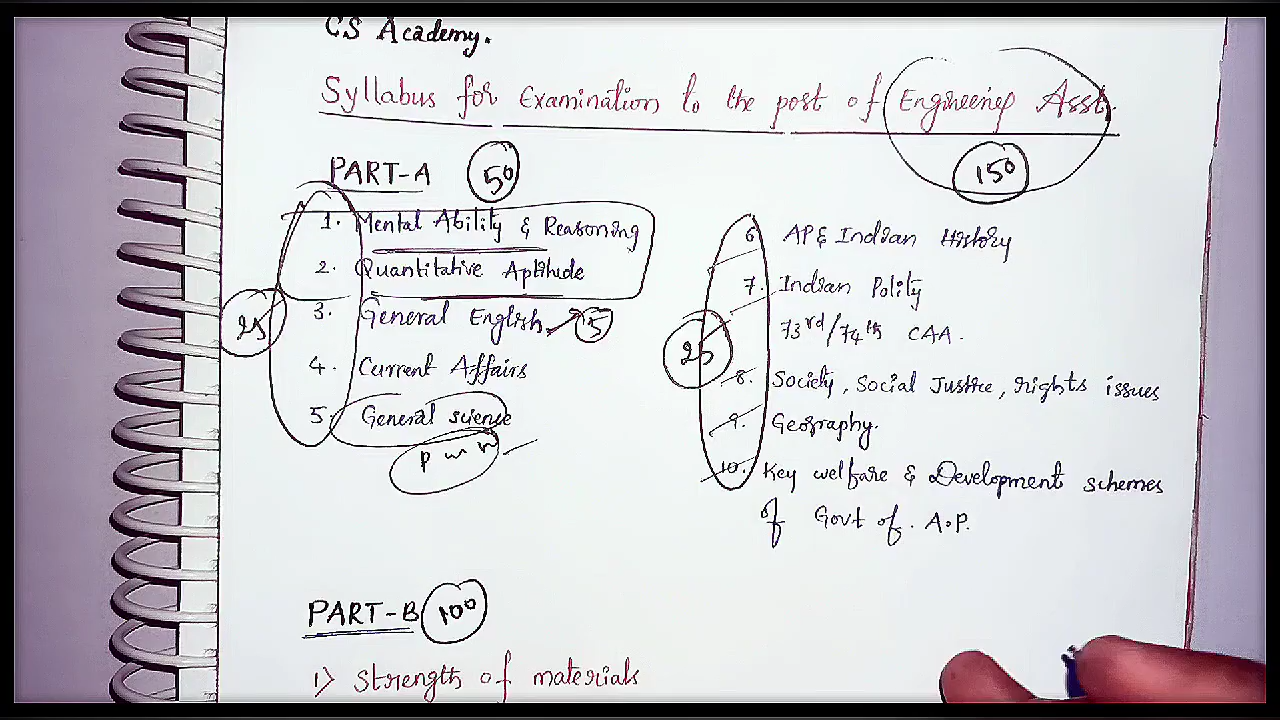 CS Academy.
Syllabus for Examination to the post of Engineering Asst.
150
PART-A 50
1. Mental Ability & Reasoning
2. Quantitative Aptitude
3. General English 5
25
4. Current Affairs
5. General science
6 AP & Indian History
7. Indian Polity
73rd/74th CAA.
25
8. Society, Social Justice, rights issues
9. Geography.
10. Key welfare & Development schemes
of Govt of. A.P.
PART-B 100
1) Strength of materials